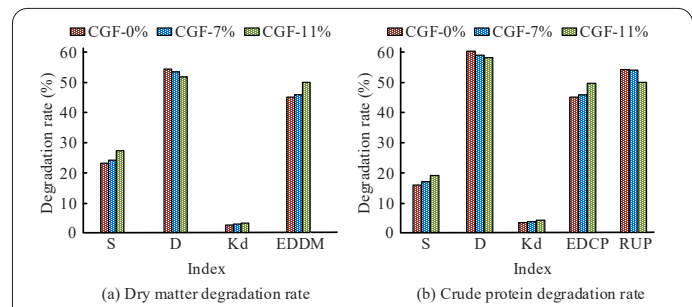 CGF-0% CGF-7% CGF-11%
60
50
40
30
20
10
0
Degradation rate (%)
S D Kd EDDM
Index
(a) Dry matter degradation rate
CGF-0% CGF-7% CGF-11%
60
50
40
30
20
10
0
Degradation rate (%)
S D Kd EDCP RUP
Index
(b) Crude protein degradation rate